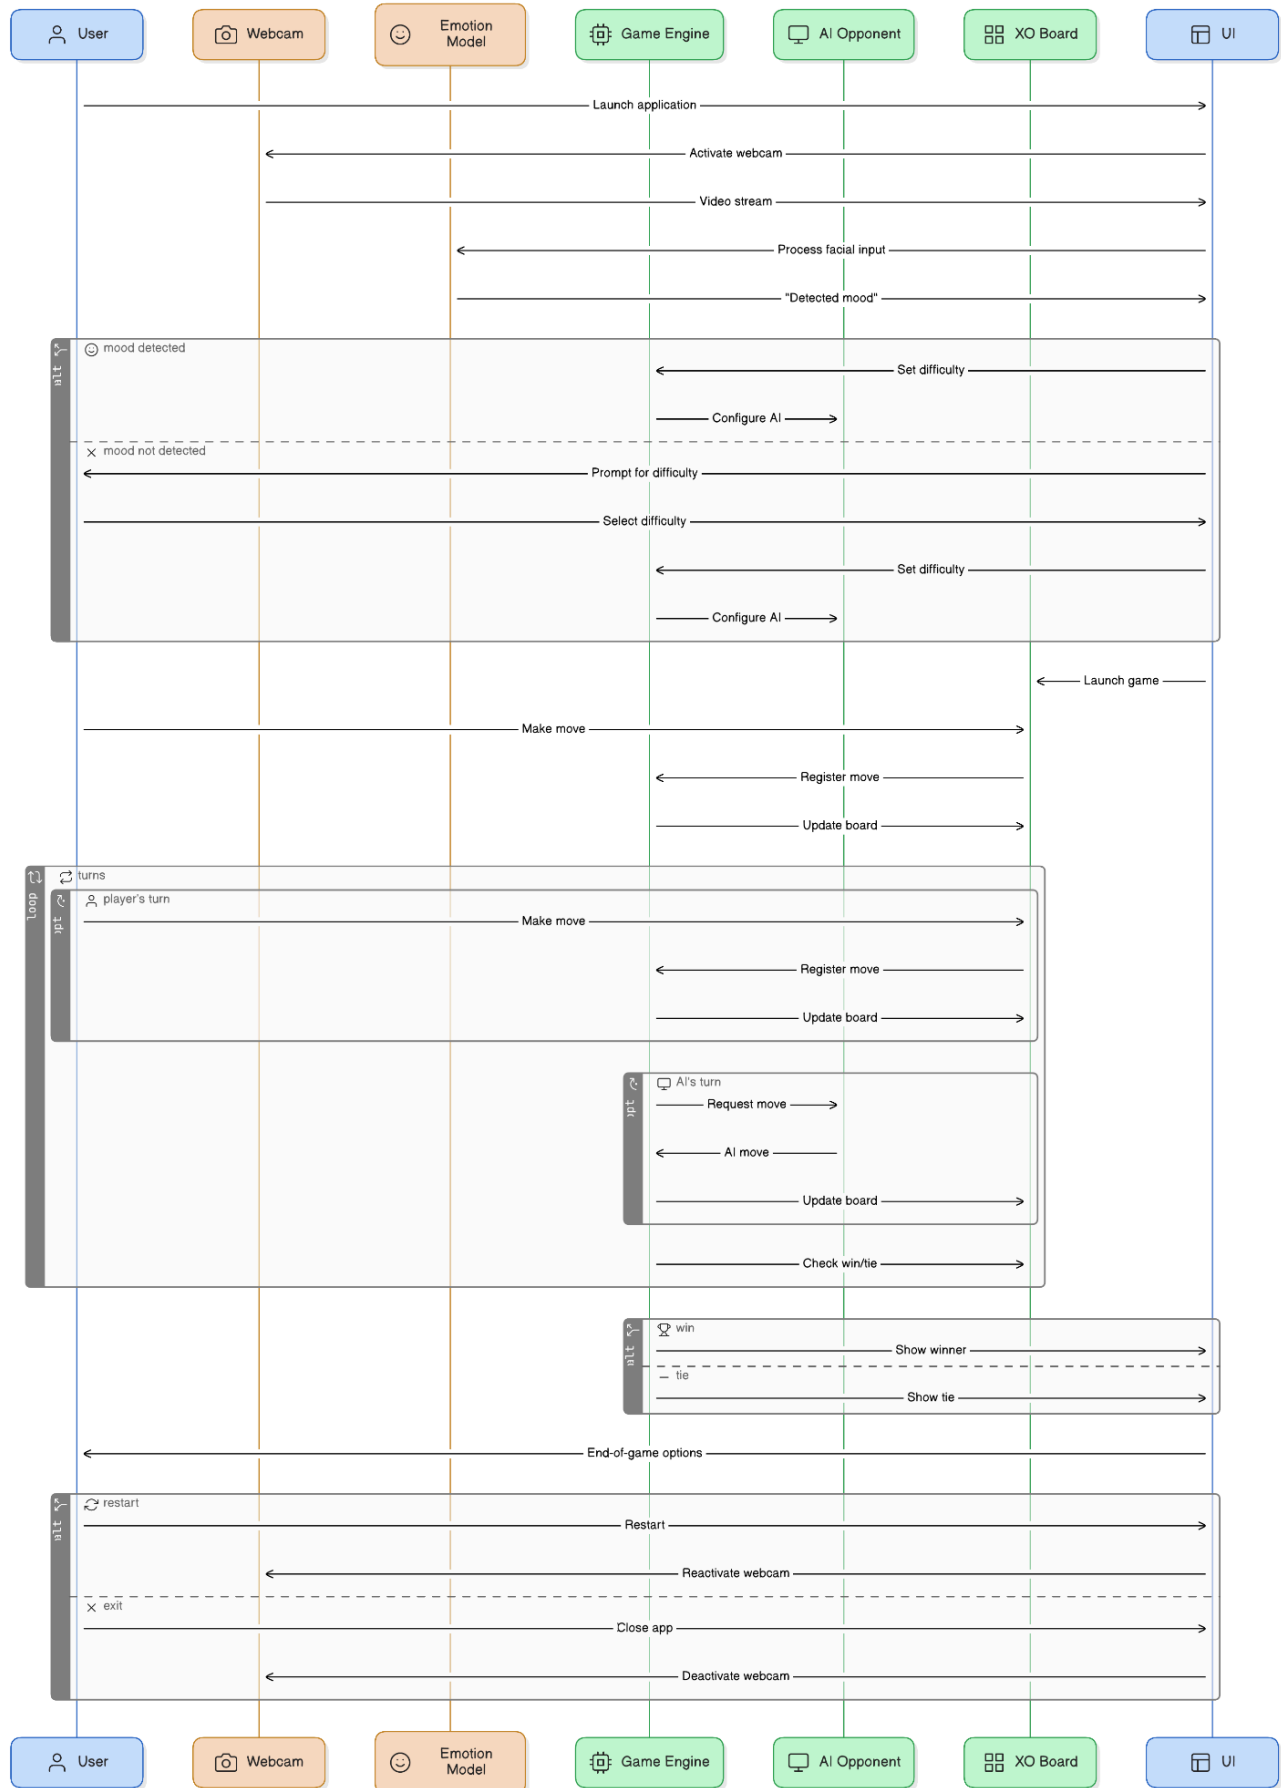 User
Webcam
Emotion
Model
Game Engine
AI Opponent
XO Board
UI
Launch application
Activate webcam
Video stream
Process facial input
"Detected mood"
alt
mood detected
Set difficulty
Configure AI
mood not detected
Prompt for difficulty
Select difficulty
Set difficulty
Configure AI
Launch game
Make move
Register move
Update board
loop
turns
opt
player's turn
Make move
Register move
Update board
opt
AI's turn
Request move
AI move
Update board
Check win/tie
alt
win
Show winner
tie
Show tie
End-of-game options
alt
restart
Restart
Reactivate webcam
exit
Close app
Deactivate webcam
User
Webcam
Emotion
Model
Game Engine
AI Opponent
XO Board
UI